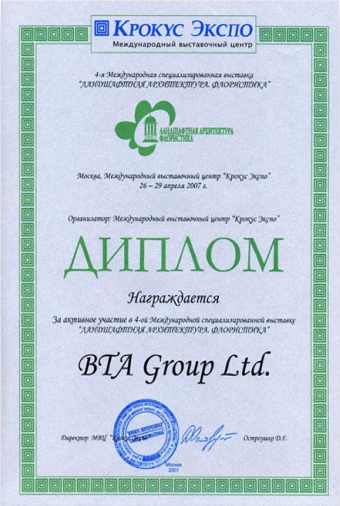 КРОКУС ЭКСПО
Международный выставочный центр
4-я Международная специализированная выставка
"ЛАНДШАФТНАЯ АРХИТЕКТУРА. ФЛОРИСТИКА"
ЛАНДШАФТНАЯ АРХИТЕКТУРА
ФЛОРИСТИКА
Москва, Международный выставочный центр "Крокус Экспо"
26 – 29 апреля 2007 г.
Организатор: Международный выставочный центр "Крокус Экспо"
ДИПЛОМ
Награждается
За активное участие в 4-ой Международной специализированной выставке
"ЛАНДШАФТНАЯ АРХИТЕКТУРА. ФЛОРИСТИКА"
BTA Group Ltd.
Директор МВЦ "Крокус Экспо" Остроушко Д.Г.
Москва
2007